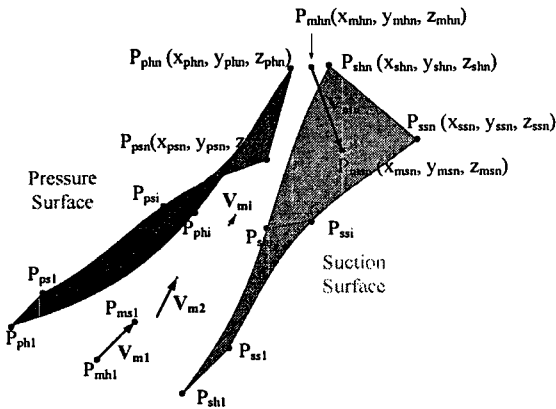 Pmhn (xmhn, ymhn, zmhn)
Pphn (xphn, yphn, zphn)
Pshn (xshn, yshn, zshn)
Ppsn(xpsn, ypsn,
Pssn (xssn, yssn, zssn)
(xmsn, ymsn, zmsn)
Pressure
Surface
Ppsi
Vmi
Pphi
Pssi
Suction
Surface
Pps1
Pms1
Vm2
Pph1
Vm1
Pmh1
Pss1
Psh1